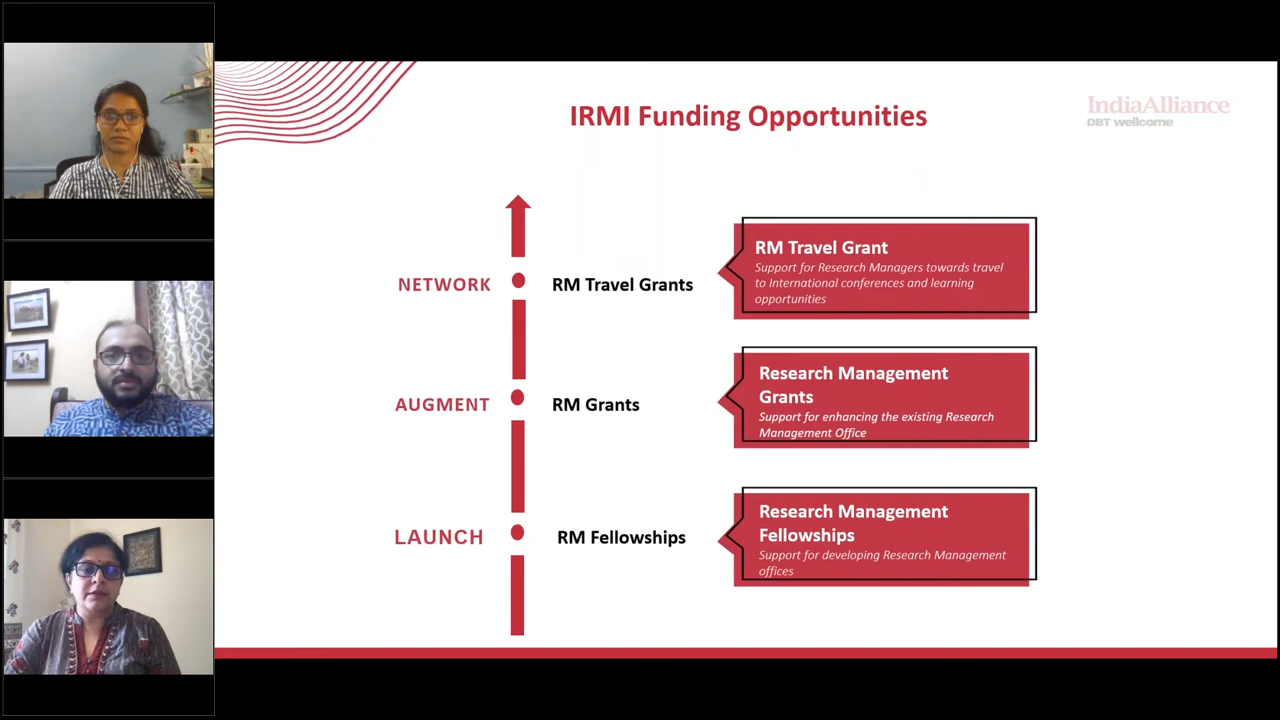 IRMI Funding Opportunities
IndiaAlliance
DBT wellcome
NETWORK
RM Travel Grants
RM Travel Grant
Support for Research Managers towards travel
to International conferences and learning
opportunities
AUGMENT
RM Grants
Research Management
Grants
Support for enhancing the existing Research
Management Office
LAUNCH
RM Fellowships
Research Management
Fellowships
Support for developing Research Management
offices